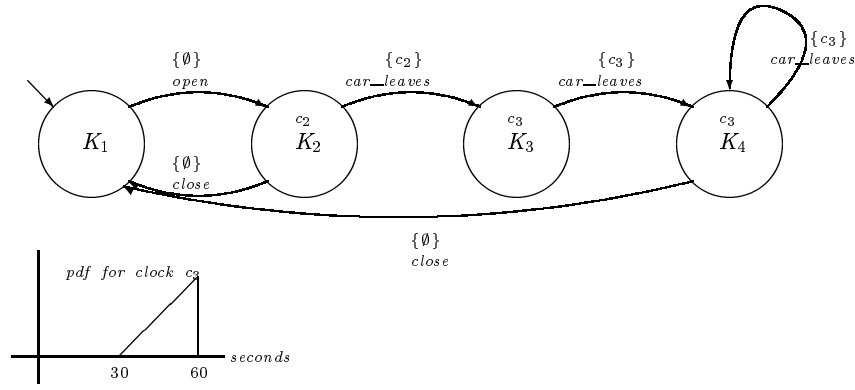 {∅}
open
{c₂}
car_leaves
{c₃}
car_leaves
{c₃}
car_leaves
K₁
c₂
K₂
c₃
K₃
c₃
K₄
{∅}
close
{∅}
close
pdf for clock c₃
seconds
30 60